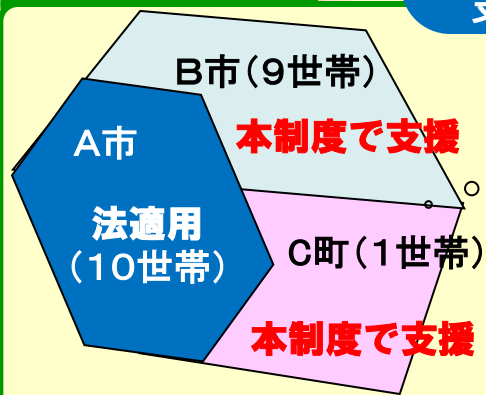 B市（9世帯）
本制度で支援
A市
法適用
（10世帯）
C町（1世帯）
本制度で支援